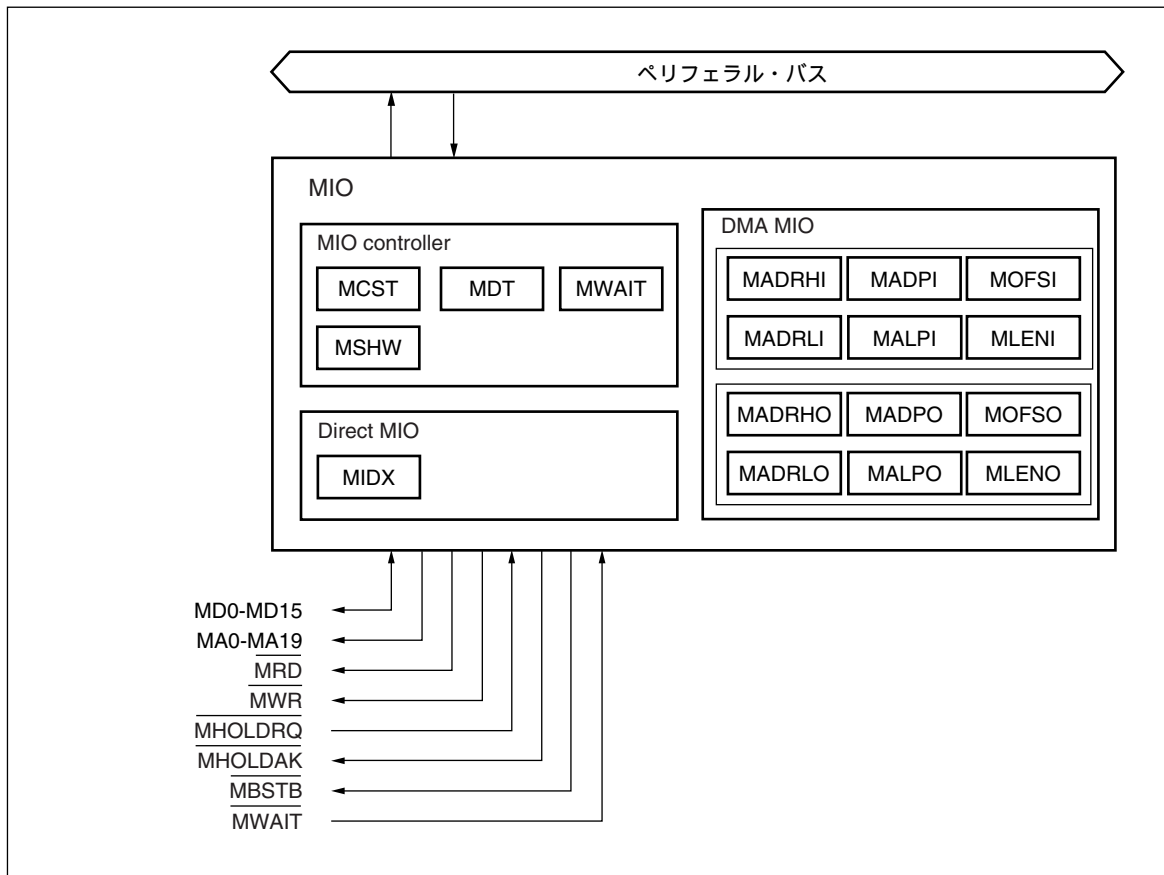 ペリフェラル・バス
MIO
MIO controller
MCST MDT MWAIT
MSHW
Direct MIO
MIDX
DMA MIO
MADRHI MADPI MOFSI
MADRLI MALPI MLENI
MADRHO MADPO MOFSO
MADRLO MALPO MLENO
MD0-MD15
MA0-MA19
MRD
MWR
MHOLDRQ
MHOLDAK
MBSTB
MWAIT